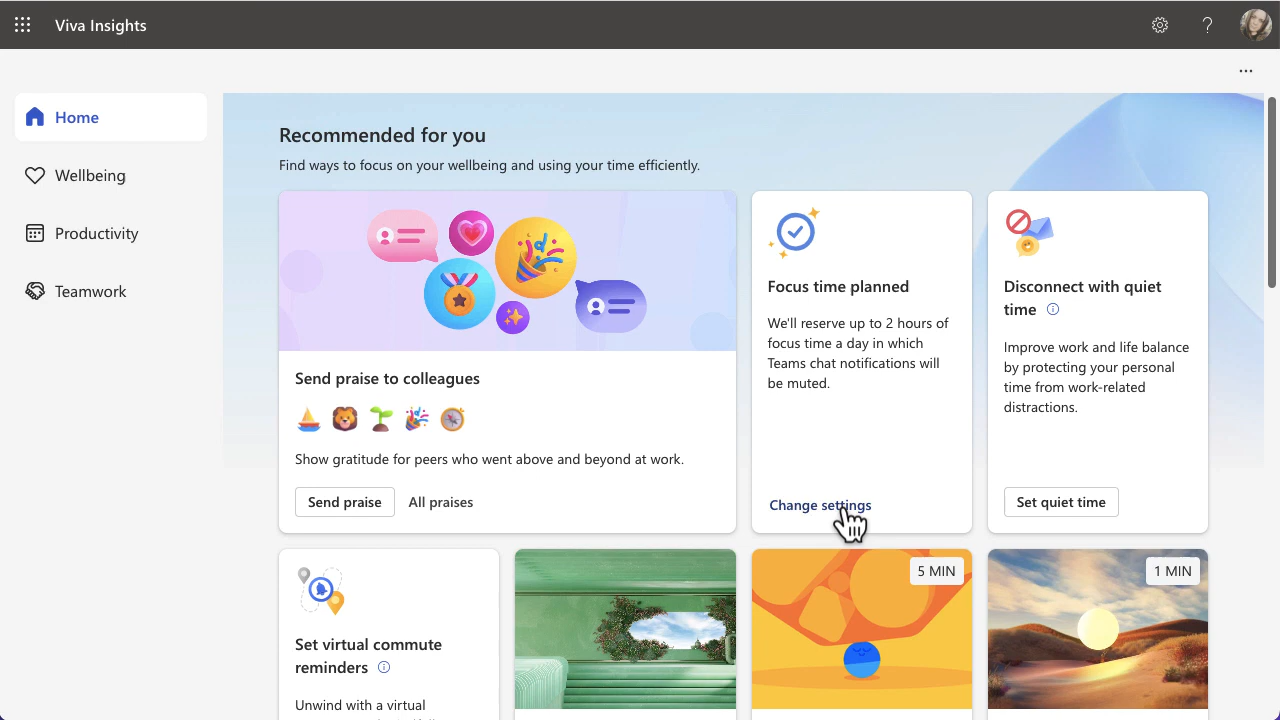 Viva Insights
?
...
Home
Wellbeing
Productivity
Teamwork
Recommended for you
Find ways to focus on your wellbeing and using your time efficiently.
Send praise to colleagues
Show gratitude for peers who went above and beyond at work.
Send praise
All praises
Focus time planned
We'll reserve up to 2 hours of
focus time a day in which
Teams chat notifications will
be muted.
Change settings
Disconnect with quiet
time
Improve work and life balance
by protecting your personal
time from work-related
distractions.
Set quiet time
Set virtual commute
reminders
Unwind with a virtual
5 MIN
1 MIN